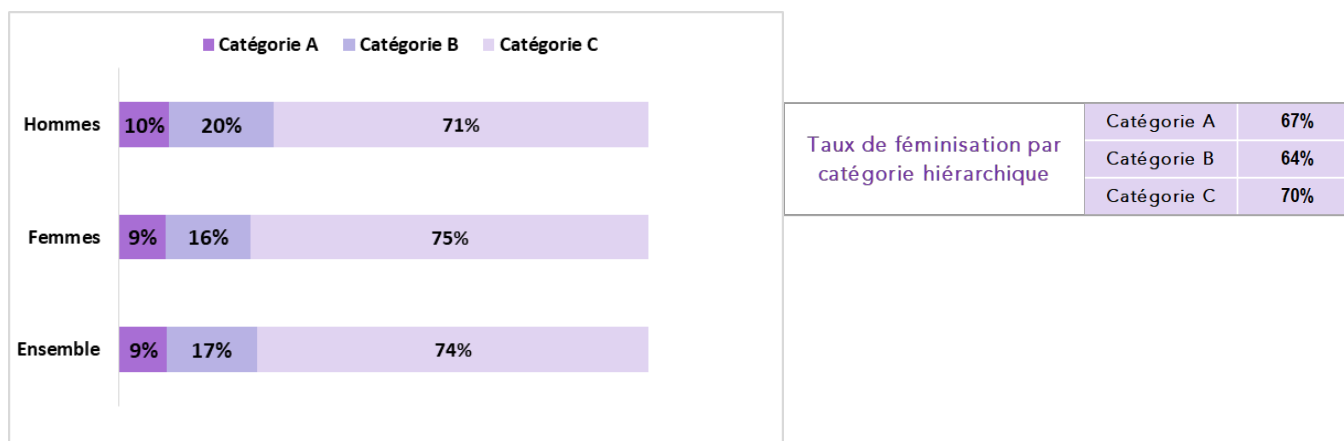 Catégorie A Catégorie B Catégorie C
Hommes 10% 20% 71%
Femmes 9% 16% 75%
Ensemble 9% 17% 74%
Taux de féminisation par
catégorie hiérarchique
Catégorie A 67%
Catégorie B 64%
Catégorie C 70%